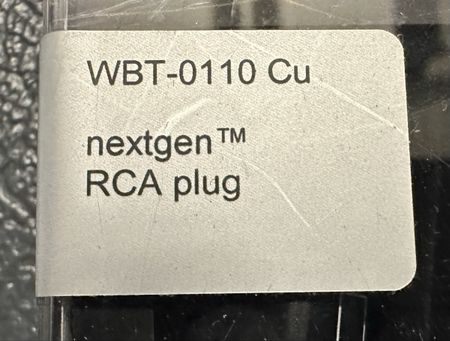 WBT-0110 Cu
nextgen™
RCA plug